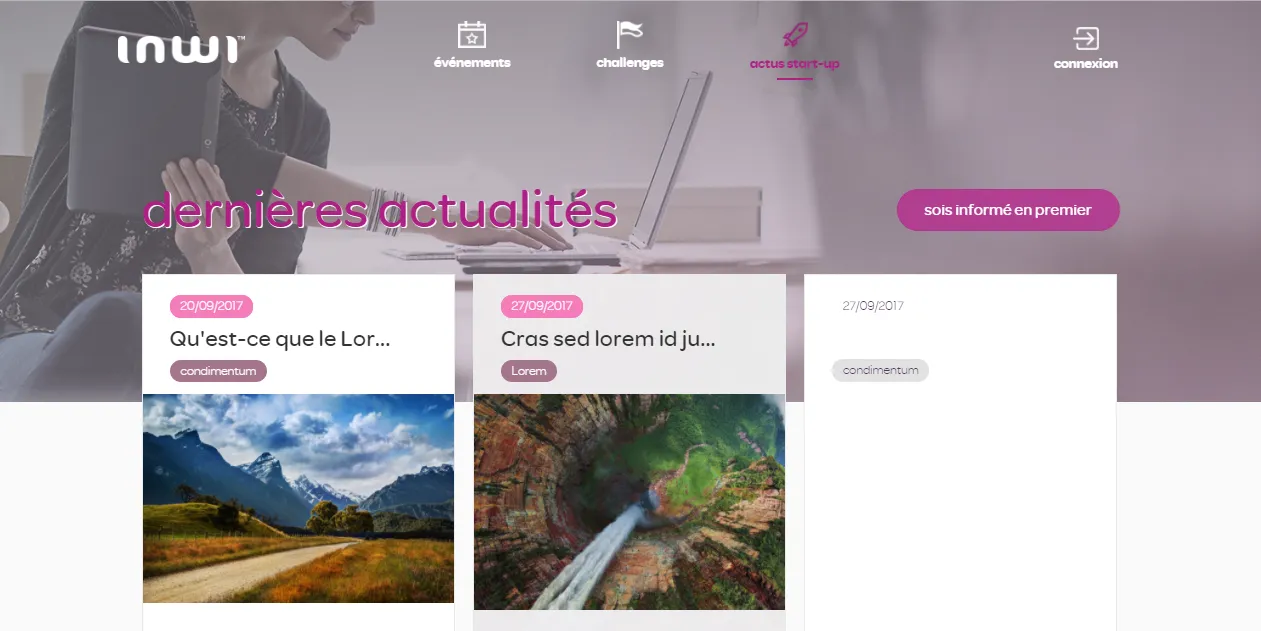 inwi™
événements
challenges
actus start-up
connexion
dernières actualités
sois informé en premier
20/09/2017
Qu'est-ce que le Lor...
condimentum
27/09/2017
Cras sed lorem id ju...
Lorem
27/09/2017
condimentum